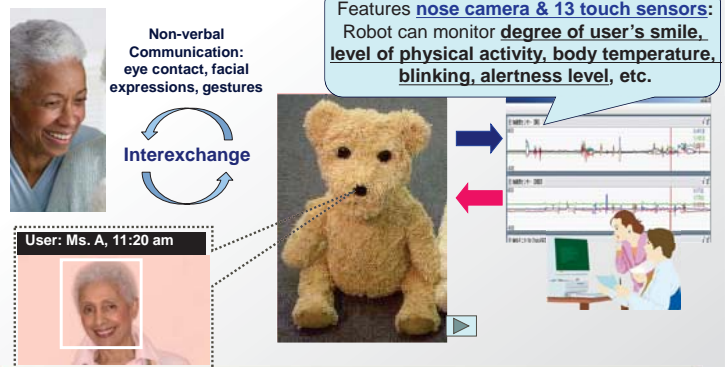 Non-verbal
Communication:
eye contact, facial
expressions, gestures
Interexchange
Features nose camera & 13 touch sensors:
Robot can monitor degree of user's smile,
level of physical activity, body temperature,
blinking, alertness level, etc.
User: Ms. A, 11:20 am